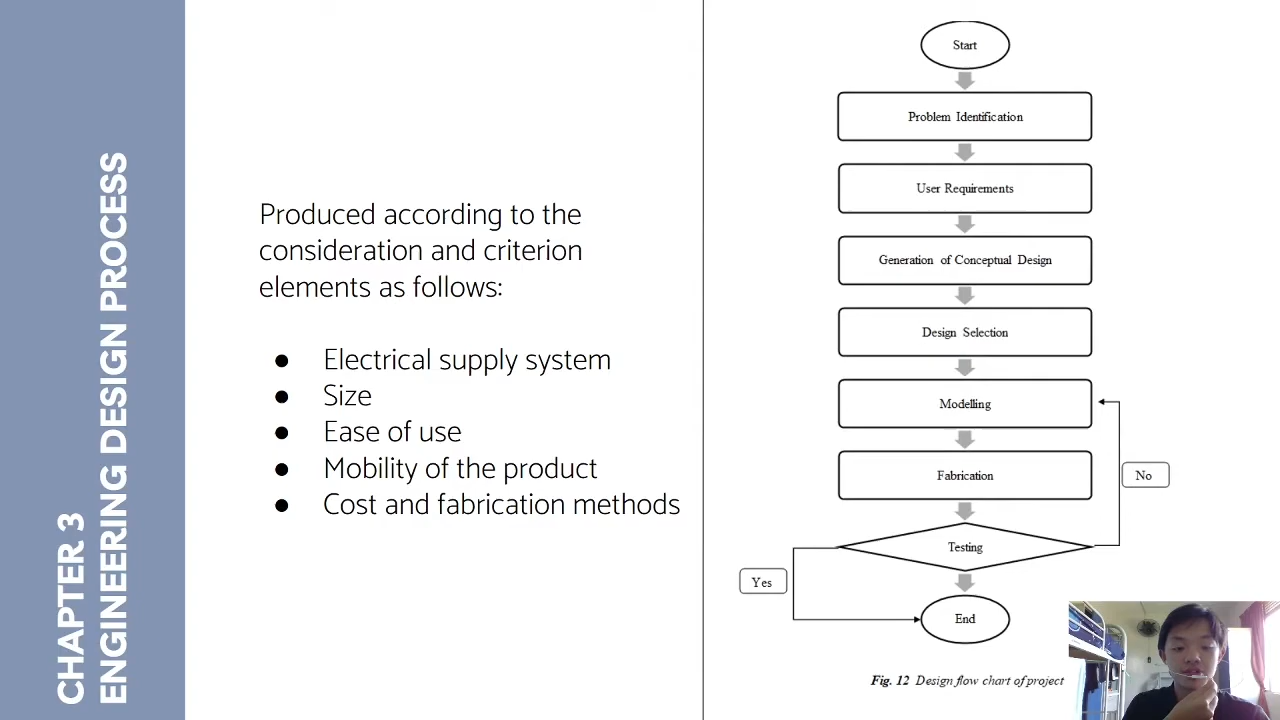 CHAPTER 3
ENGINEERING DESIGN PROCESS
Produced according to the
consideration and criterion
elements as follows:
● Electrical supply system
● Size
● Ease of use
● Mobility of the product
● Cost and fabrication methods
Start
Problem Identification
User Requirements
Generation of Conceptual Design
Design Selection
Modelling
Fabrication
No
Testing
Yes
End
Fig. 12 Design flow chart of project